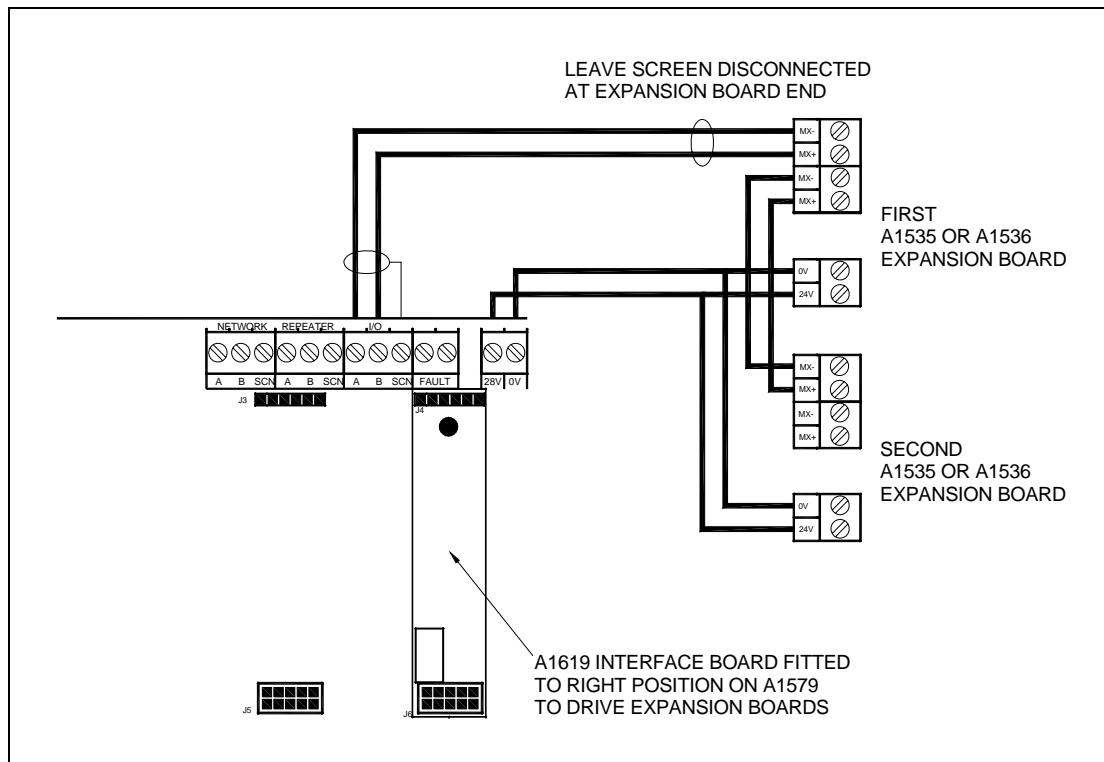 LEAVE SCREEN DISCONNECTED
AT EXPANSION BOARD END
MX-
MX+
MX-
MX+
FIRST
A1535 OR A1536
EXPANSION BOARD
0V
24V
NETWORK REPEATER I/O
A B SCN A B SCN A B SCN FAULT 28V 0V
J3
J4
MX-
MX+
MX-
MX+
SECOND
A1535 OR A1536
EXPANSION BOARD
0V
24V
A1619 INTERFACE BOARD FITTED
TO RIGHT POSITION ON A1579
TO DRIVE EXPANSION BOARDS
J5
J6